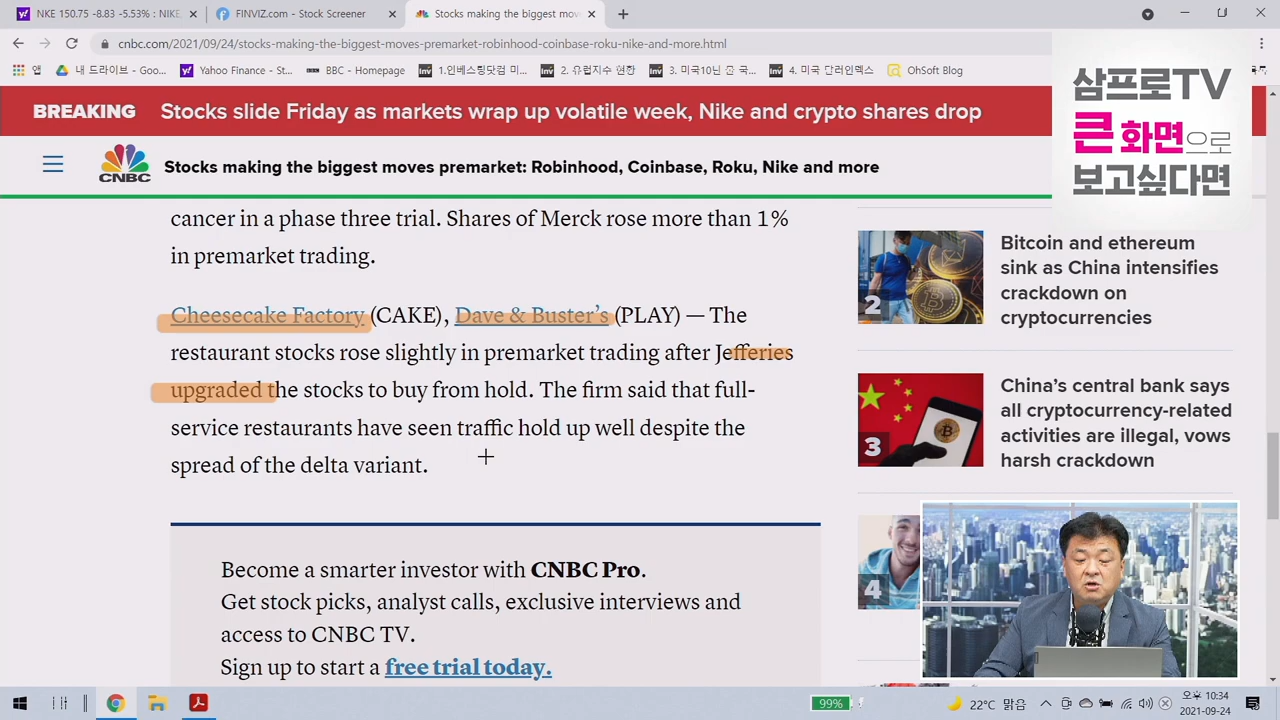 NKE 150.75 -8.83 -5.53% : NIKE,
FINVIZ.com - Stock Screener
Stocks making the biggest mov
cnbc.com/2021/09/24/stocks-making-the-biggest-moves-premarket-robinhood-coinbase-roku-nike-and-more.html
앱
내 드라이브 - Goo...
Yahoo Finance - St...
BBC - Homepage
1.인베스팅닷컴 미...
2. 유럽지수 현황
3. 미국10년 준 국...
4. 미국 달러인덱스
OhSoft Blog
삼프로TV
큰 화면으로
보고싶다면
BREAKING
Stocks slide Friday as markets wrap up volatile week, Nike and crypto shares drop
CNBC
Stocks making the biggest moves premarket: Robinhood, Coinbase, Roku, Nike and more
cancer in a phase three trial. Shares of Merck rose more than 1%
in premarket trading.
Cheesecake Factory (CAKE), Dave & Buster’s (PLAY) — The
restaurant stocks rose slightly in premarket trading after Jefferies
upgraded the stocks to buy from hold. The firm said that full-
service restaurants have seen traffic hold up well despite the
spread of the delta variant.
Become a smarter investor with CNBC Pro.
Get stock picks, analyst calls, exclusive interviews and
access to CNBC TV.
Sign up to start a free trial today.
2
Bitcoin and ethereum
sink as China intensifies
crackdown on
cryptocurrencies
3
China’s central bank says
all cryptocurrency-related
activities are illegal, vows
harsh crackdown
4
99%
22°C 맑음
오후 10:34
2021-09-24